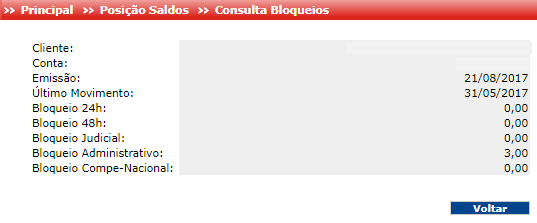 >> Principal >> Posição Saldos >> Consulta Bloqueios
Cliente:
Conta:
Emissão: 21/08/2017
Último Movimento: 31/05/2017
Bloqueio 24h: 0,00
Bloqueio 48h: 0,00
Bloqueio Judicial: 0,00
Bloqueio Administrativo: 3,00
Bloqueio Compe-Nacional: 0,00
Voltar